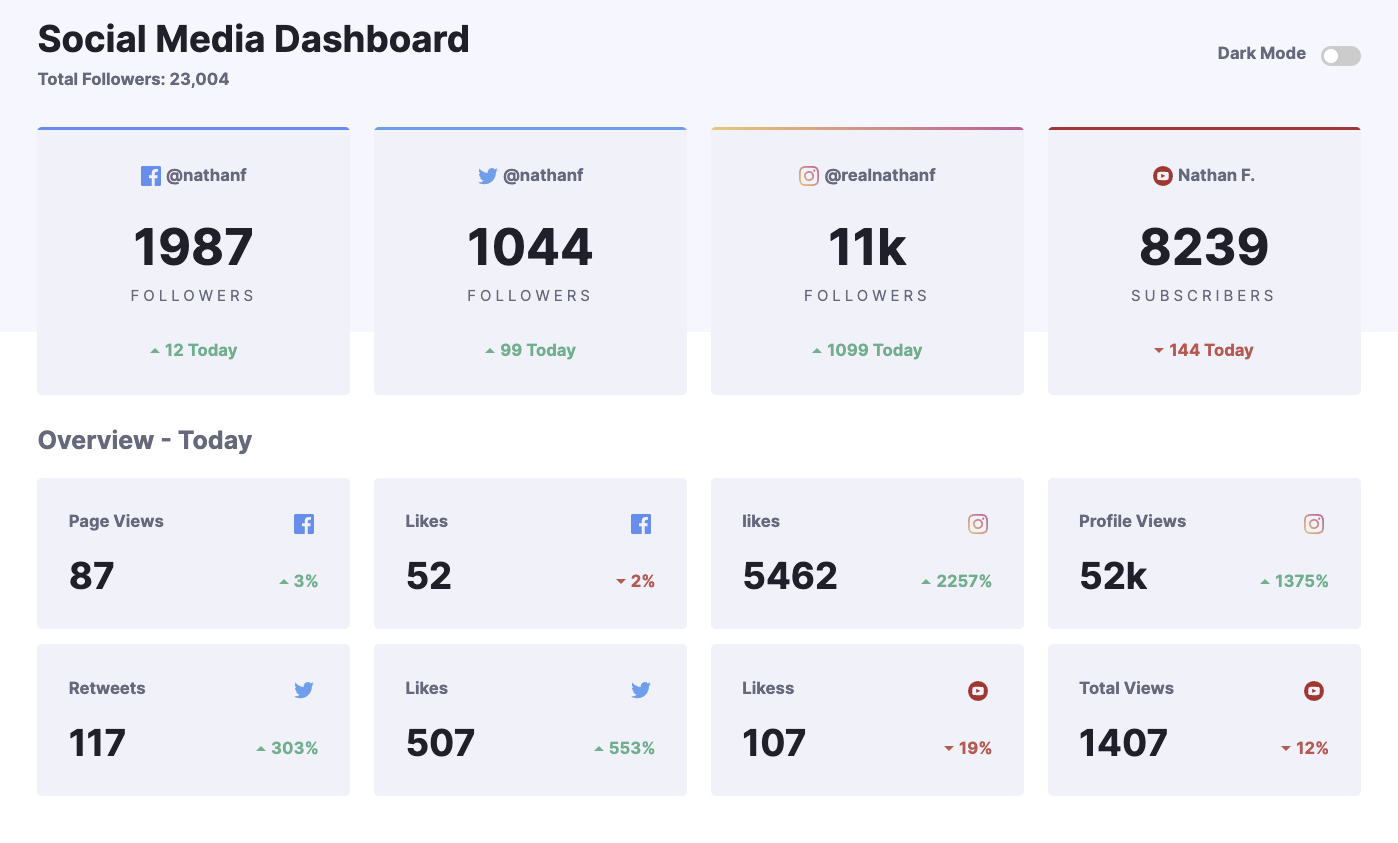 Social Media Dashboard
Total Followers: 23,004
Dark Mode
@nathanf
1987
FOLLOWERS
12 Today
@nathanf
1044
FOLLOWERS
99 Today
@realnathanf
11k
FOLLOWERS
1099 Today
Nathan F.
8239
SUBSCRIBERS
144 Today
Overview - Today
Page Views
87
3%
Likes
52
2%
likes
5462
2257%
Profile Views
52k
1375%
Retweets
117
303%
Likes
507
553%
Likess
107
19%
Total Views
1407
12%